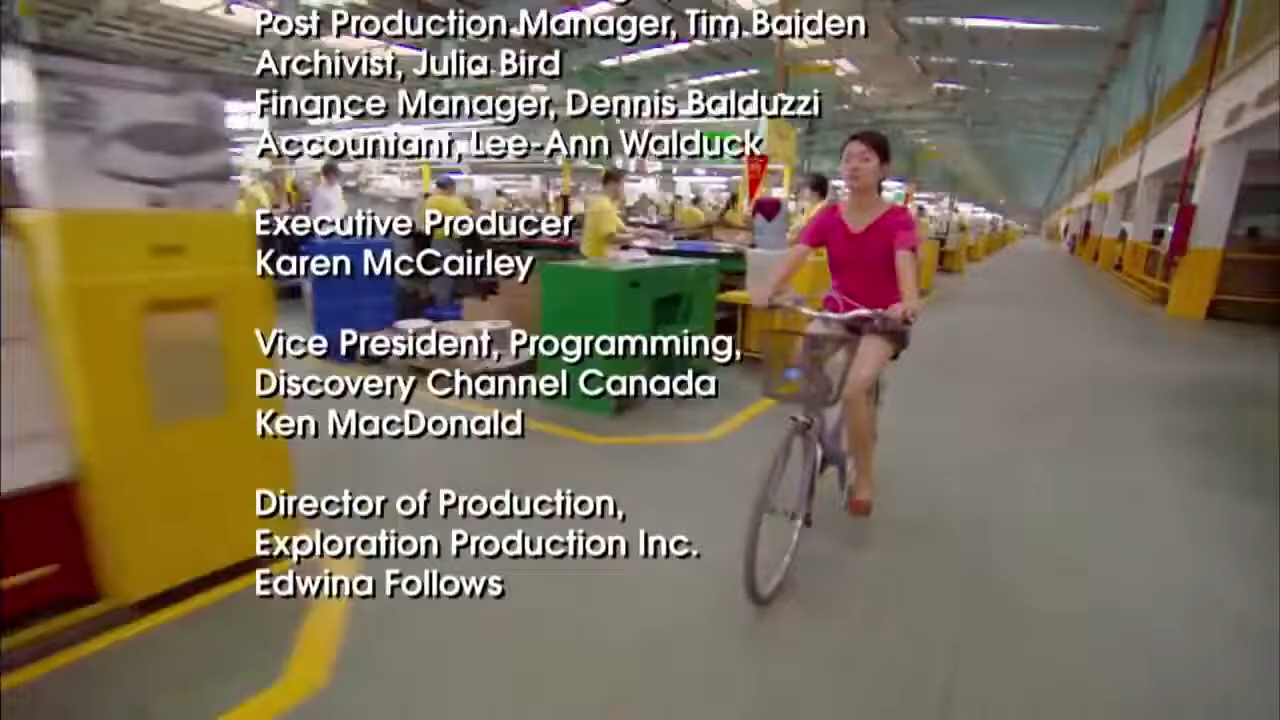 Post Production Manager, Tim Baiden
Archivist, Julia Bird
Finance Manager, Dennis Balduzzi
Accountant, Lee-Ann Walduck
Executive Producer
Karen McCairley
Vice President, Programming,
Discovery Channel Canada
Ken MacDonald
Director of Production,
Exploration Production Inc.
Edwina Follows